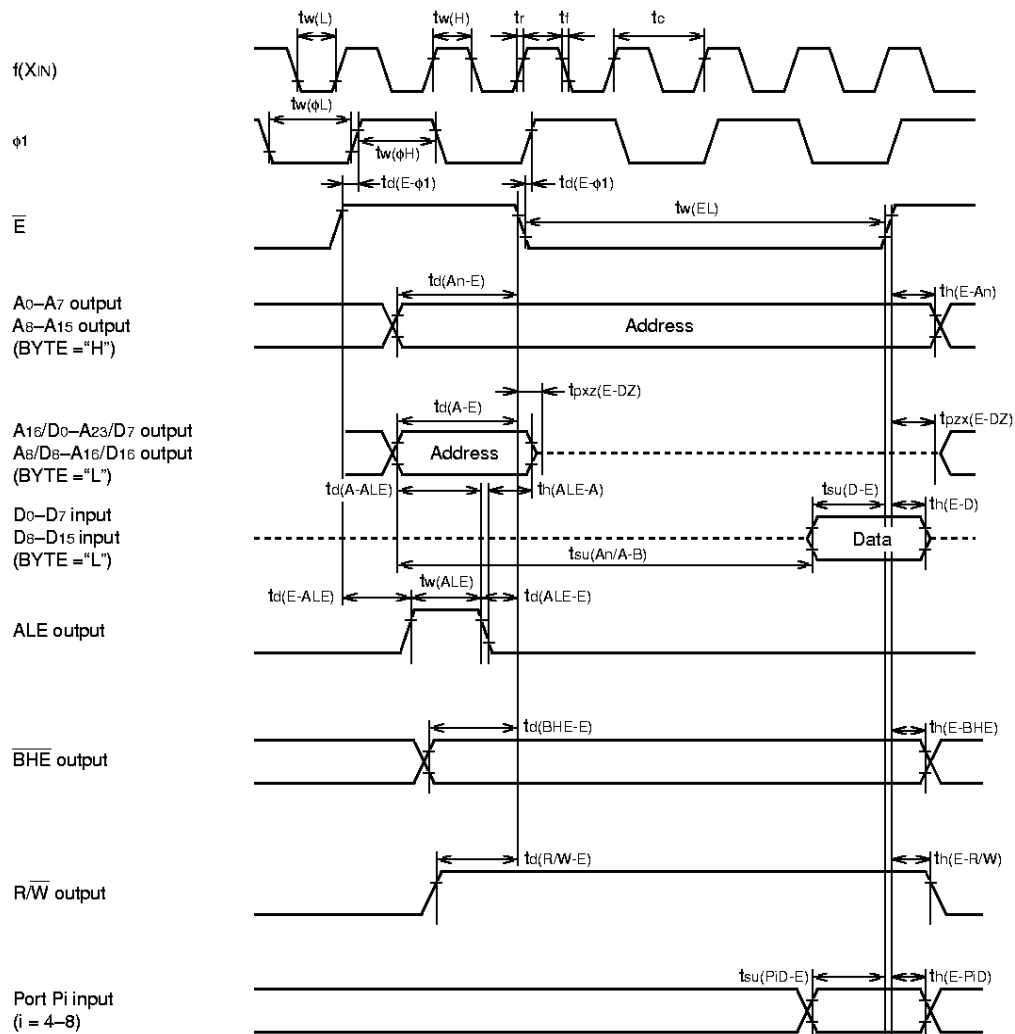 tw(L) tw(H) tr tf tc
f(XIN)
tw(ϕL)
ϕ1
tw(ϕH)
td(E-ϕ1) td(E-ϕ1)
tw(EL)
E
td(An-E)
th(E-An)
A0–A7 output
A8–A15 output
(BYTE ="H")
Address
tpxz(E-DZ)
td(A-E)
tpzx(E-DZ)
A16/D0–A23/D7 output
A8/D8–A16/D16 output
(BYTE ="L")
Address
td(A-ALE) th(ALE-A) tsu(D-E) th(E-D)
D0–D7 input
D8–D15 input
(BYTE ="L")
Data
tsu(An/A-B)
tw(ALE)
td(E-ALE) td(ALE-E)
ALE output
td(BHE-E) th(E-BHE)
BHE output
td(R/W-E) th(E-R/W)
R/W output
tsu(PiD-E) th(E-PiD)
Port Pi input
(i = 4–8)